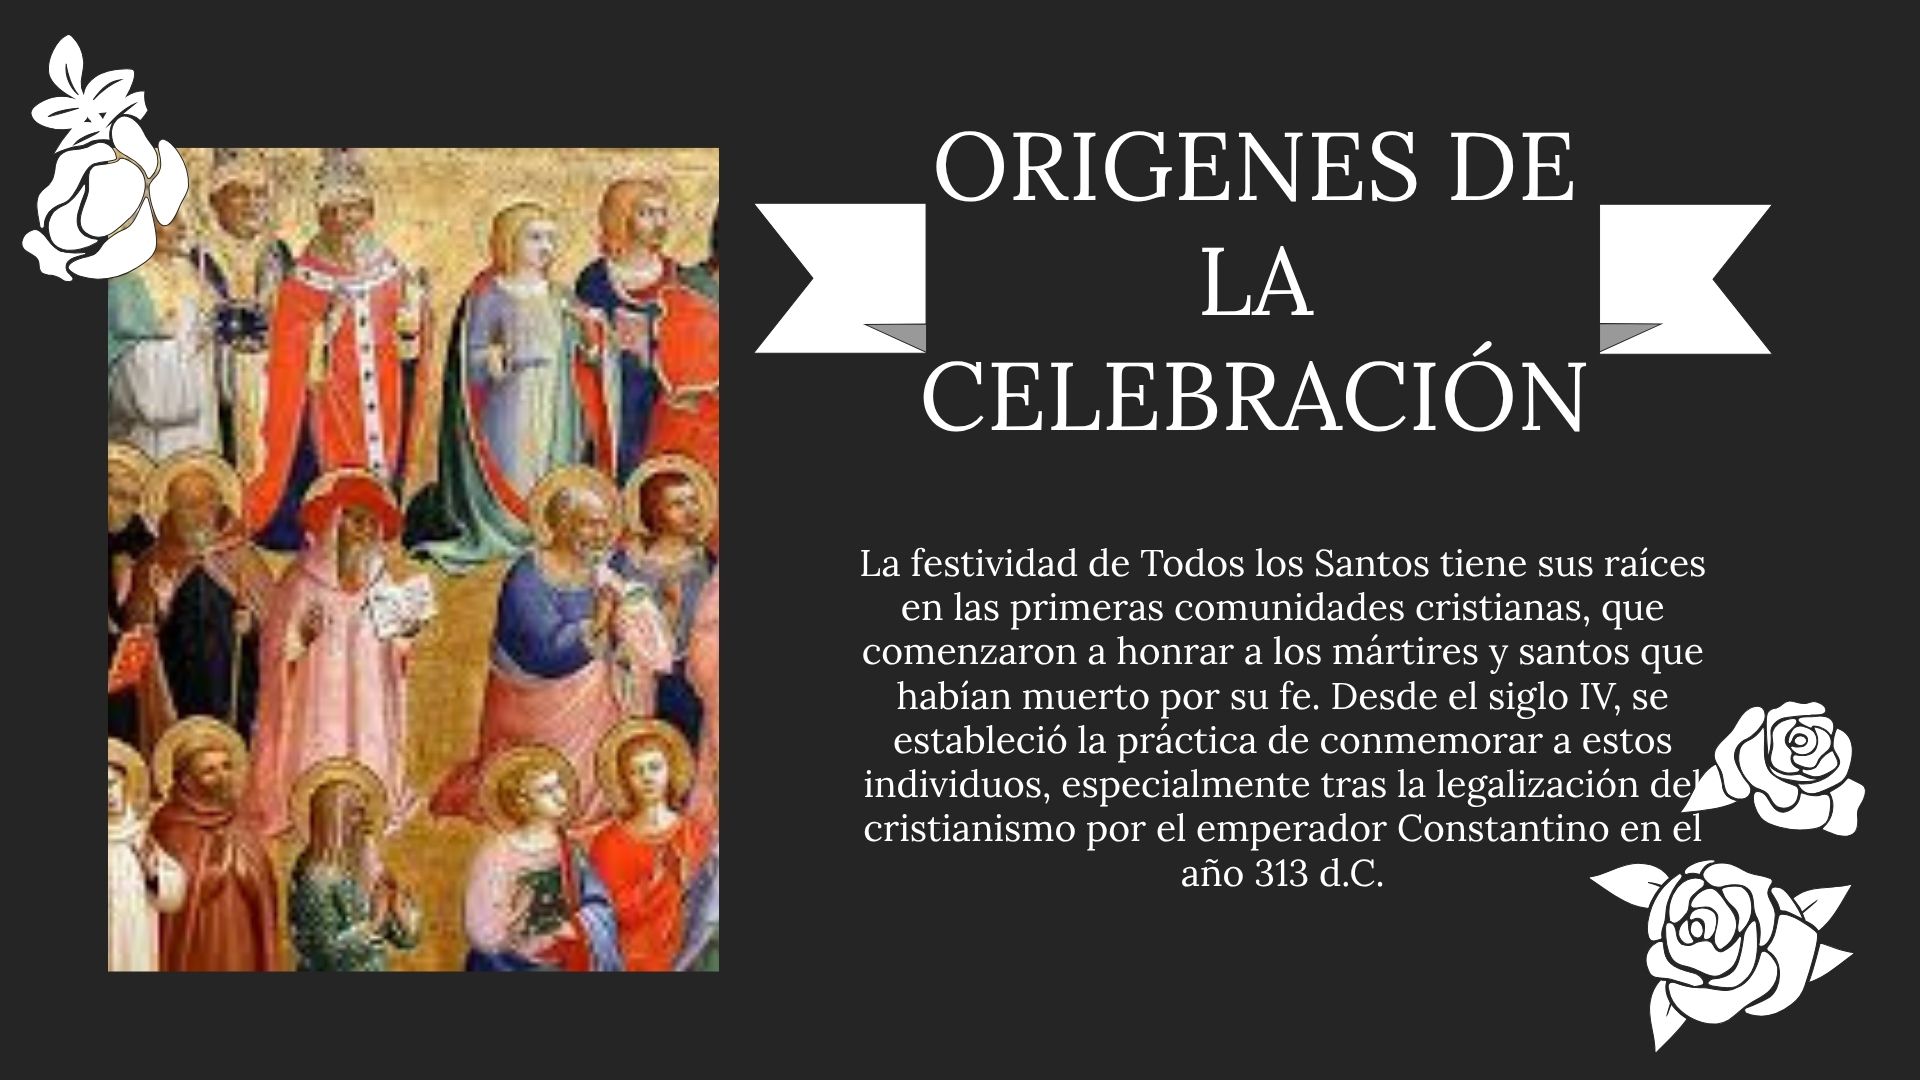 ORIGENES DE
LA
CELEBRACIÓN
La festividad de Todos los Santos tiene sus raíces
en las primeras comunidades cristianas, que
comenzaron a honrar a los mártires y santos que
habían muerto por su fe. Desde el siglo IV, se
estableció la práctica de conmemorar a estos
individuos, especialmente tras la legalización del
cristianismo por el emperador Constantino en el
año 313 d.C.